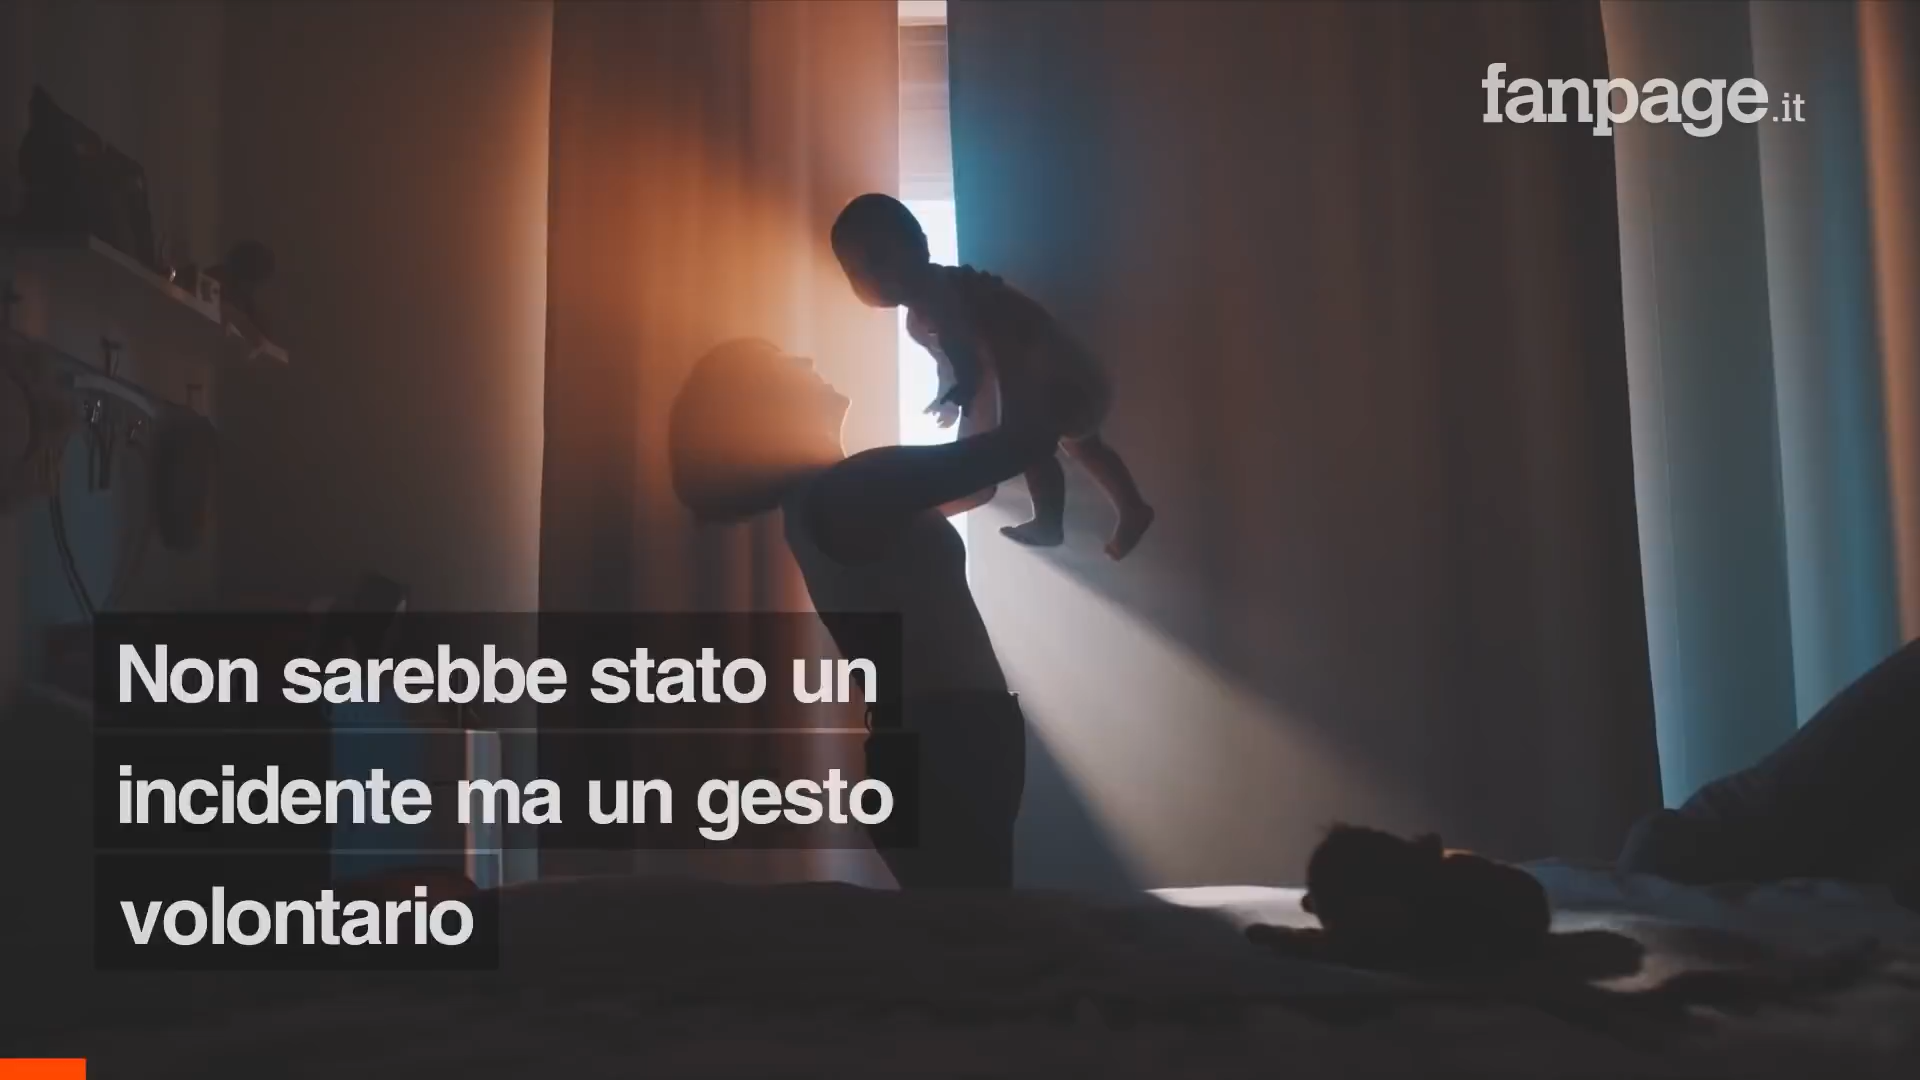 fanpage.it
Non sarebbe stato un
incidente ma un gesto
volontario